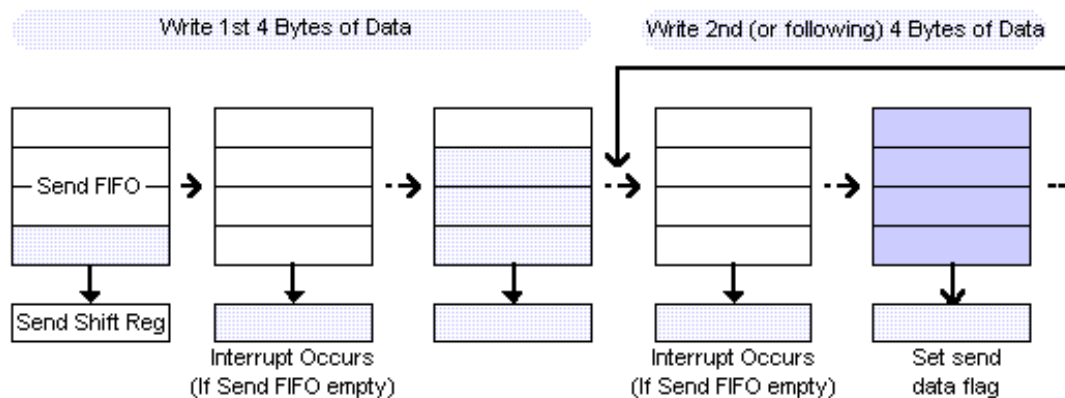 Write 1st 4 Bytes of Data
Write 2nd (or following) 4 Bytes of Data
Send FIFO
Send Shift Reg
Interrupt Occurs
(If Send FIFO empty)
Interrupt Occurs
(If Send FIFO empty)
Set send
data flag